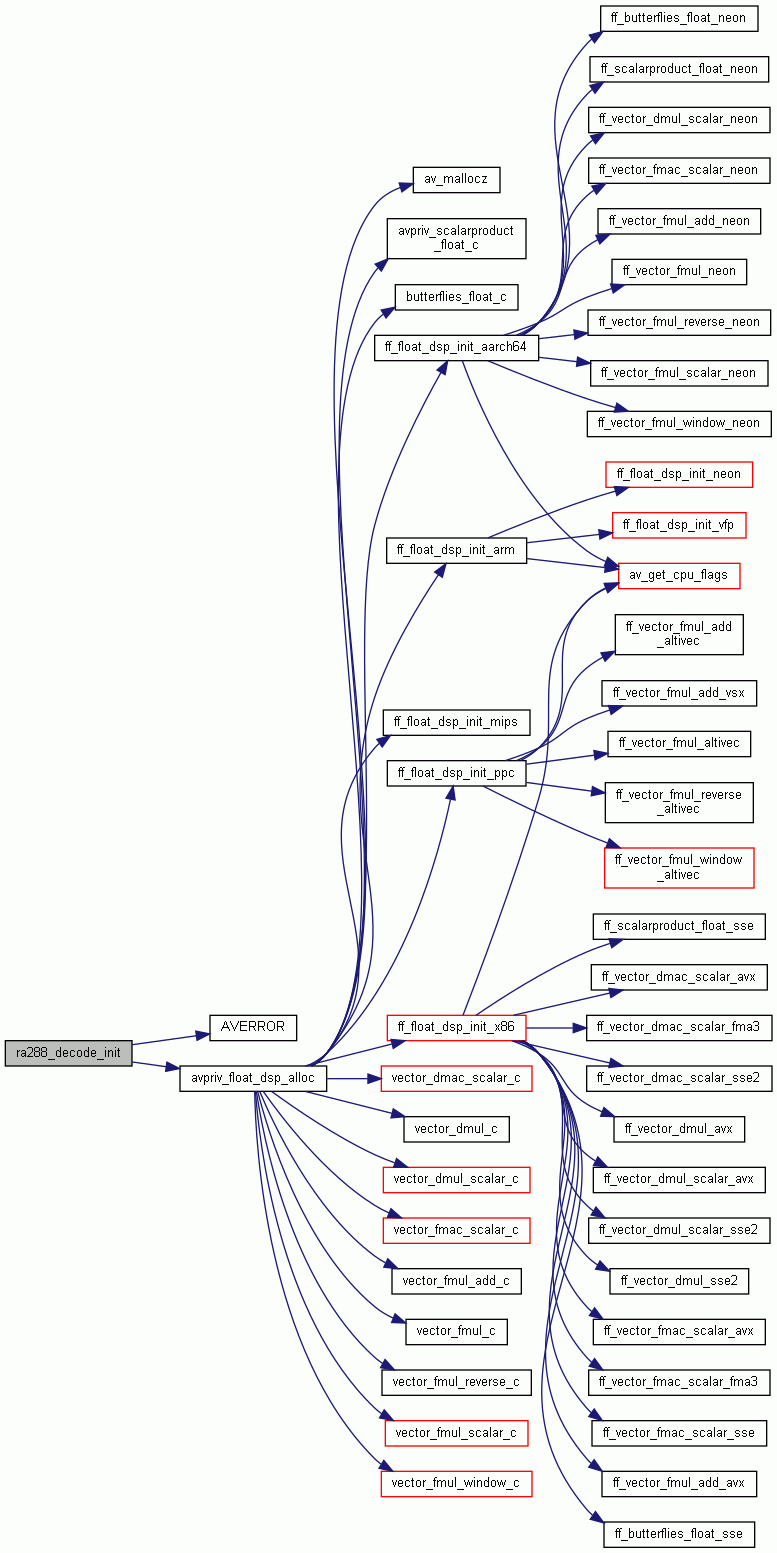 ff_butterflies_float_neon
ff_scalarproduct_float_neon
ff_vector_dmul_scalar_neon
ff_vector_fmac_scalar_neon
av_mallocz
ff_vector_fmul_add_neon
avpriv_scalarproduct
_float_c
ff_vector_fmul_neon
butterflies_float_c
ff_vector_fmul_reverse_neon
ff_float_dsp_init_aarch64
ff_vector_fmul_scalar_neon
ff_vector_fmul_window_neon
ff_float_dsp_init_neon
ff_float_dsp_init_vfp
ff_float_dsp_init_arm
av_get_cpu_flags
ff_vector_fmul_add
_altivec
ff_vector_fmul_add_vsx
ff_float_dsp_init_mips
ff_vector_fmul_altivec
ff_float_dsp_init_ppc
ff_vector_fmul_reverse
_altivec
ff_vector_fmul_window
_altivec
ff_scalarproduct_float_sse
ff_vector_dmac_scalar_avx
AVERROR
ff_float_dsp_init_x86
ff_vector_dmac_scalar_fma3
ra288_decode_init
avpriv_float_dsp_alloc
vector_dmac_scalar_c
ff_vector_dmac_scalar_sse2
vector_dmul_c
ff_vector_dmul_avx
vector_dmul_scalar_c
ff_vector_dmul_scalar_avx
vector_fmac_scalar_c
ff_vector_dmul_scalar_sse2
vector_fmul_add_c
ff_vector_dmul_sse2
vector_fmul_c
ff_vector_fmac_scalar_avx
vector_fmul_reverse_c
ff_vector_fmac_scalar_fma3
vector_fmul_scalar_c
ff_vector_fmac_scalar_sse
vector_fmul_window_c
ff_vector_fmul_add_avx
ff_butterflies_float_sse